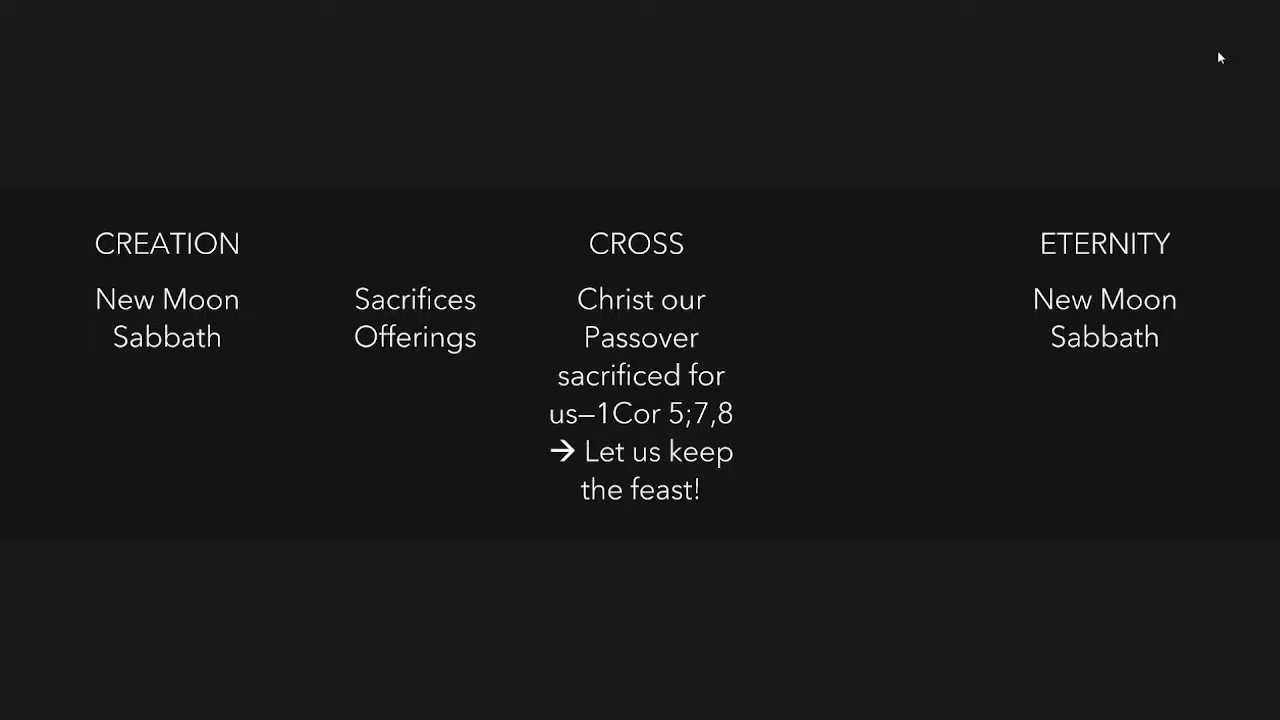 CREATION
New Moon
Sabbath
Sacrifices
Offerings
CROSS
Christ our
Passover
sacrificed for
us—1Cor 5;7,8
→ Let us keep
the feast!
ETERNITY
New Moon
Sabbath